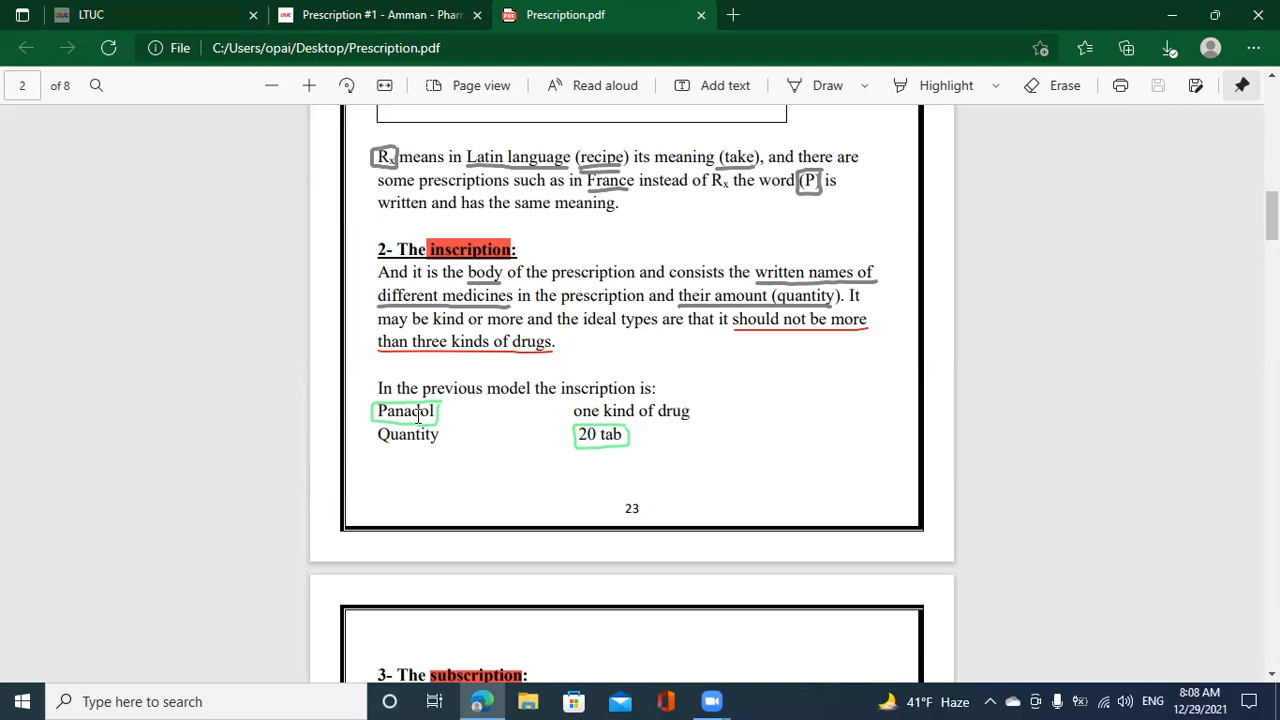 LTUC
Prescription #1 - Amman - Phar
Prescription.pdf
File
C:/Users/opai/Desktop/Prescription.pdf
2
of 8
Page view
Read aloud
Add text
Draw
Highlight
Erase
Rx means in Latin language (recipe) its meaning (take), and there are
some prescriptions such as in France instead of Rx the word (P) is
written and has the same meaning.
2- The inscription:
And it is the body of the prescription and consists the written names of
different medicines in the prescription and their amount (quantity). It
may be kind or more and the ideal types are that it should not be more
than three kinds of drugs.
In the previous model the inscription is:
Panadol one kind of drug
Quantity 20 tab
23
3- The subscription:
Type here to search
41°F Haze
ENG
8:08 AM
12/29/2021